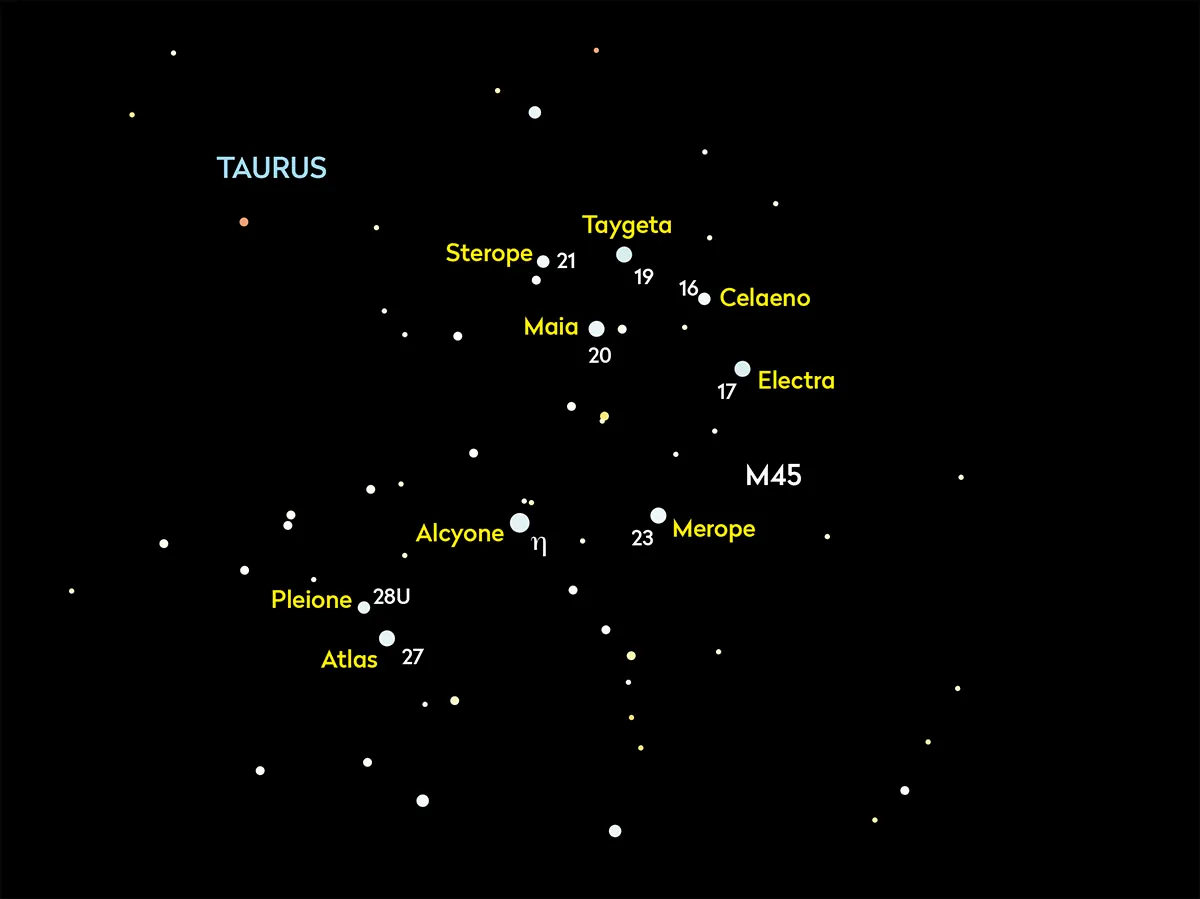 TAURUS
Taygeta
Sterope
21
19
16
Celaeno
Maia
20
17
Electra
M45
Alcyone
η
23
Merope
Pleione
28U
Atlas
27